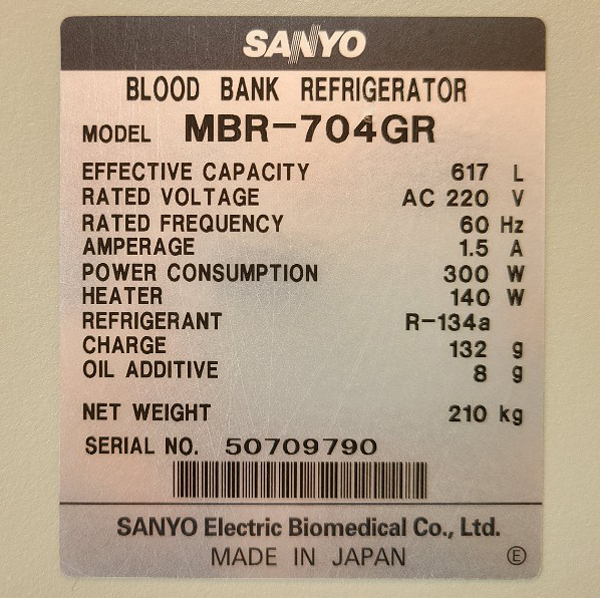 SANYO
BLOOD BANK REFRIGERATOR
MODEL MBR-704GR
EFFECTIVE CAPACITY 617 L
RATED VOLTAGE AC 220 V
RATED FREQUENCY 60 Hz
AMPERAGE 1.5 A
POWER CONSUMPTION 300 W
HEATER 140 W
REFRIGERANT R-134a
CHARGE 132 g
OIL ADDITIVE 8 g
NET WEIGHT 210 kg
SERIAL NO. 50709790
SANYO Electric Biomedical Co., Ltd.
MADE IN JAPAN Ⓔ